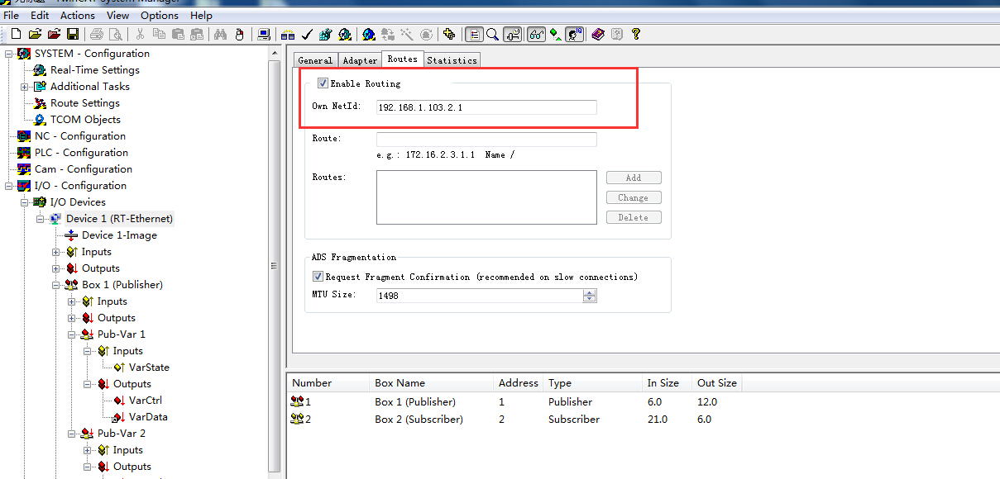 TwinCAT System Manager
File Edit Actions View Options Help
SYSTEM - Configuration
Real-Time Settings
Additional Tasks
Route Settings
TCOM Objects
NC - Configuration
PLC - Configuration
Cam - Configuration
I/O - Configuration
I/O Devices
Device 1 (RT-Ethernet)
Device 1-Image
Inputs
Outputs
Box 1 (Publisher)
Inputs
Outputs
Pub-Var 1
Inputs
VarState
Outputs
VarCtrl
VarData
Pub-Var 2
Inputs
Outputs
General Adapter Routes Statistics
Enable Routing
Own NetId: 192.168.1.103.2.1
Route:
e.g.: 172.16.2.3.1.1 Name /
Routes:
Add
Change
Delete
ADS Fragmentation
Request Fragment Confirmation (recommended on slow connections)
MTU Size: 1498
Number Box Name Address Type In Size Out Size
1 Box 1 (Publisher) 1 Publisher 6.0 12.0
2 Box 2 (Subscriber) 2 Subscriber 21.0 6.0